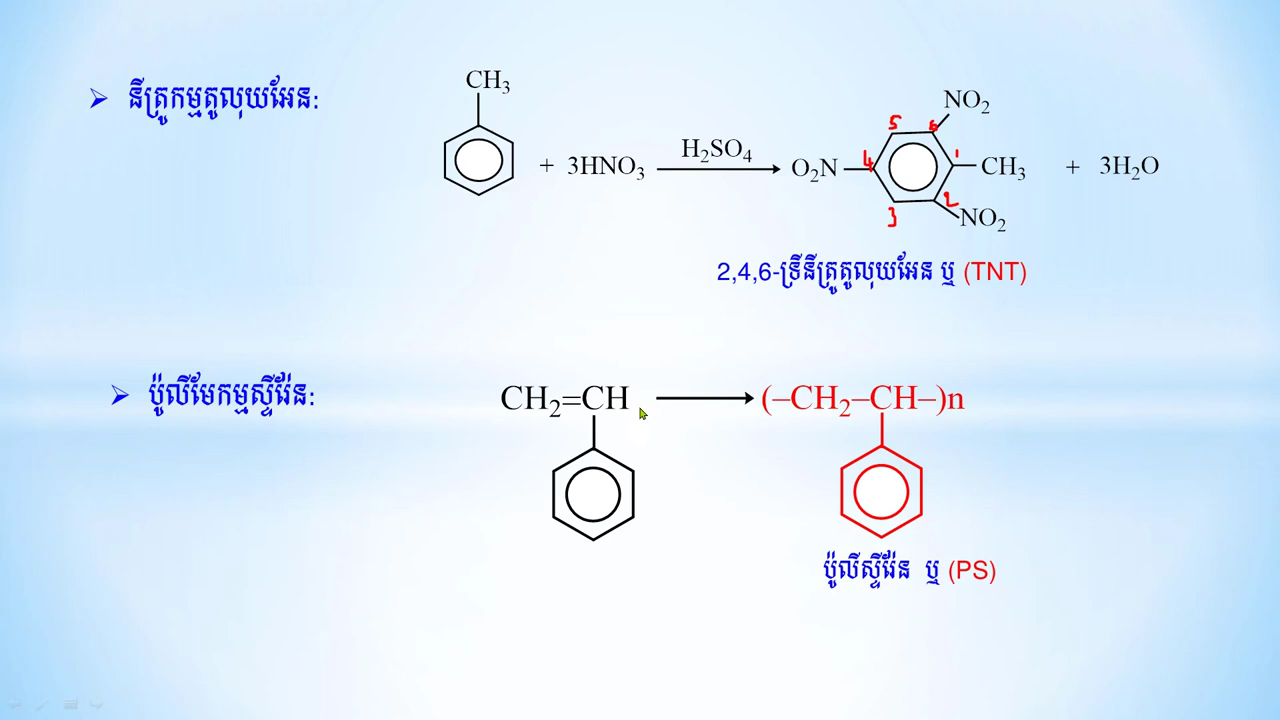 ➢ នីត្រូកម្មតូលុយអែន:
CH₃
+ 3HNO₃
H₂SO₄
O₂N
NO₂
CH₃
NO₂
1
2
3
4
5
6
+ 3H₂O
2,4,6-ទ្រីនីត្រូតូលុយអែន ឬ (TNT)
➢ ប៉ូលីមែកម្មស្ទីរ៉ែន:
CH₂=CH
(–CH₂–CH–)n
ប៉ូលីស្ទីរ៉ែន ឬ (PS)